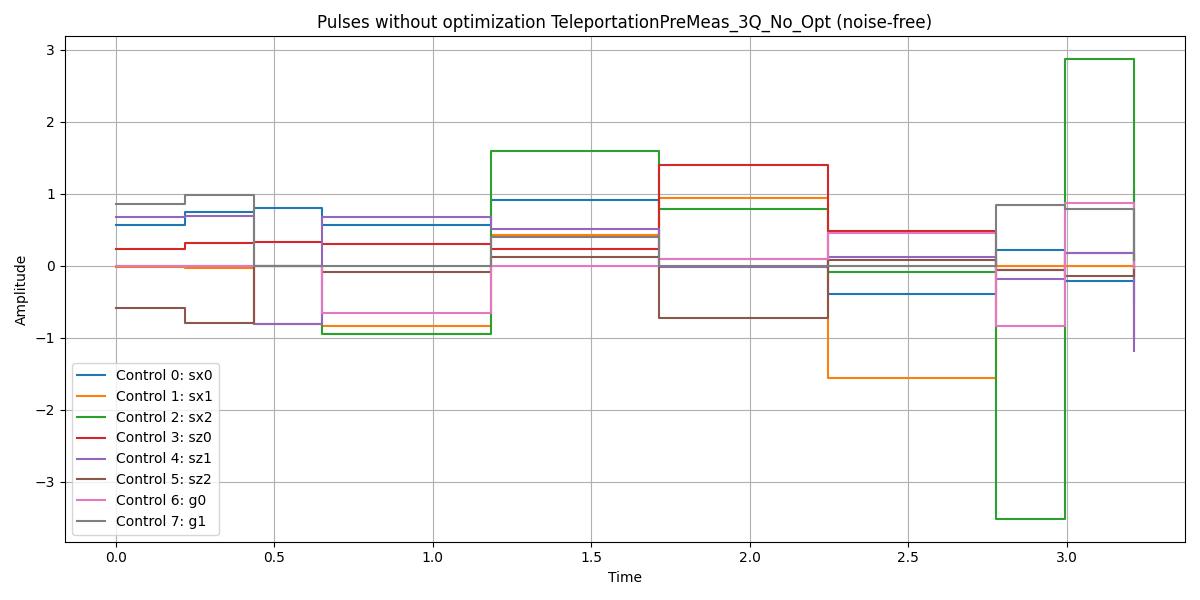 Pulses without optimization TeleportationPreMeas_3Q_No_Opt (noise-free)
Amplitude
3
2
1
0
−1
−2
−3
Control 0: sx0
Control 1: sx1
Control 2: sx2
Control 3: sz0
Control 4: sz1
Control 5: sz2
Control 6: g0
Control 7: g1
0.0 0.5 1.0 1.5 2.0 2.5 3.0
Time